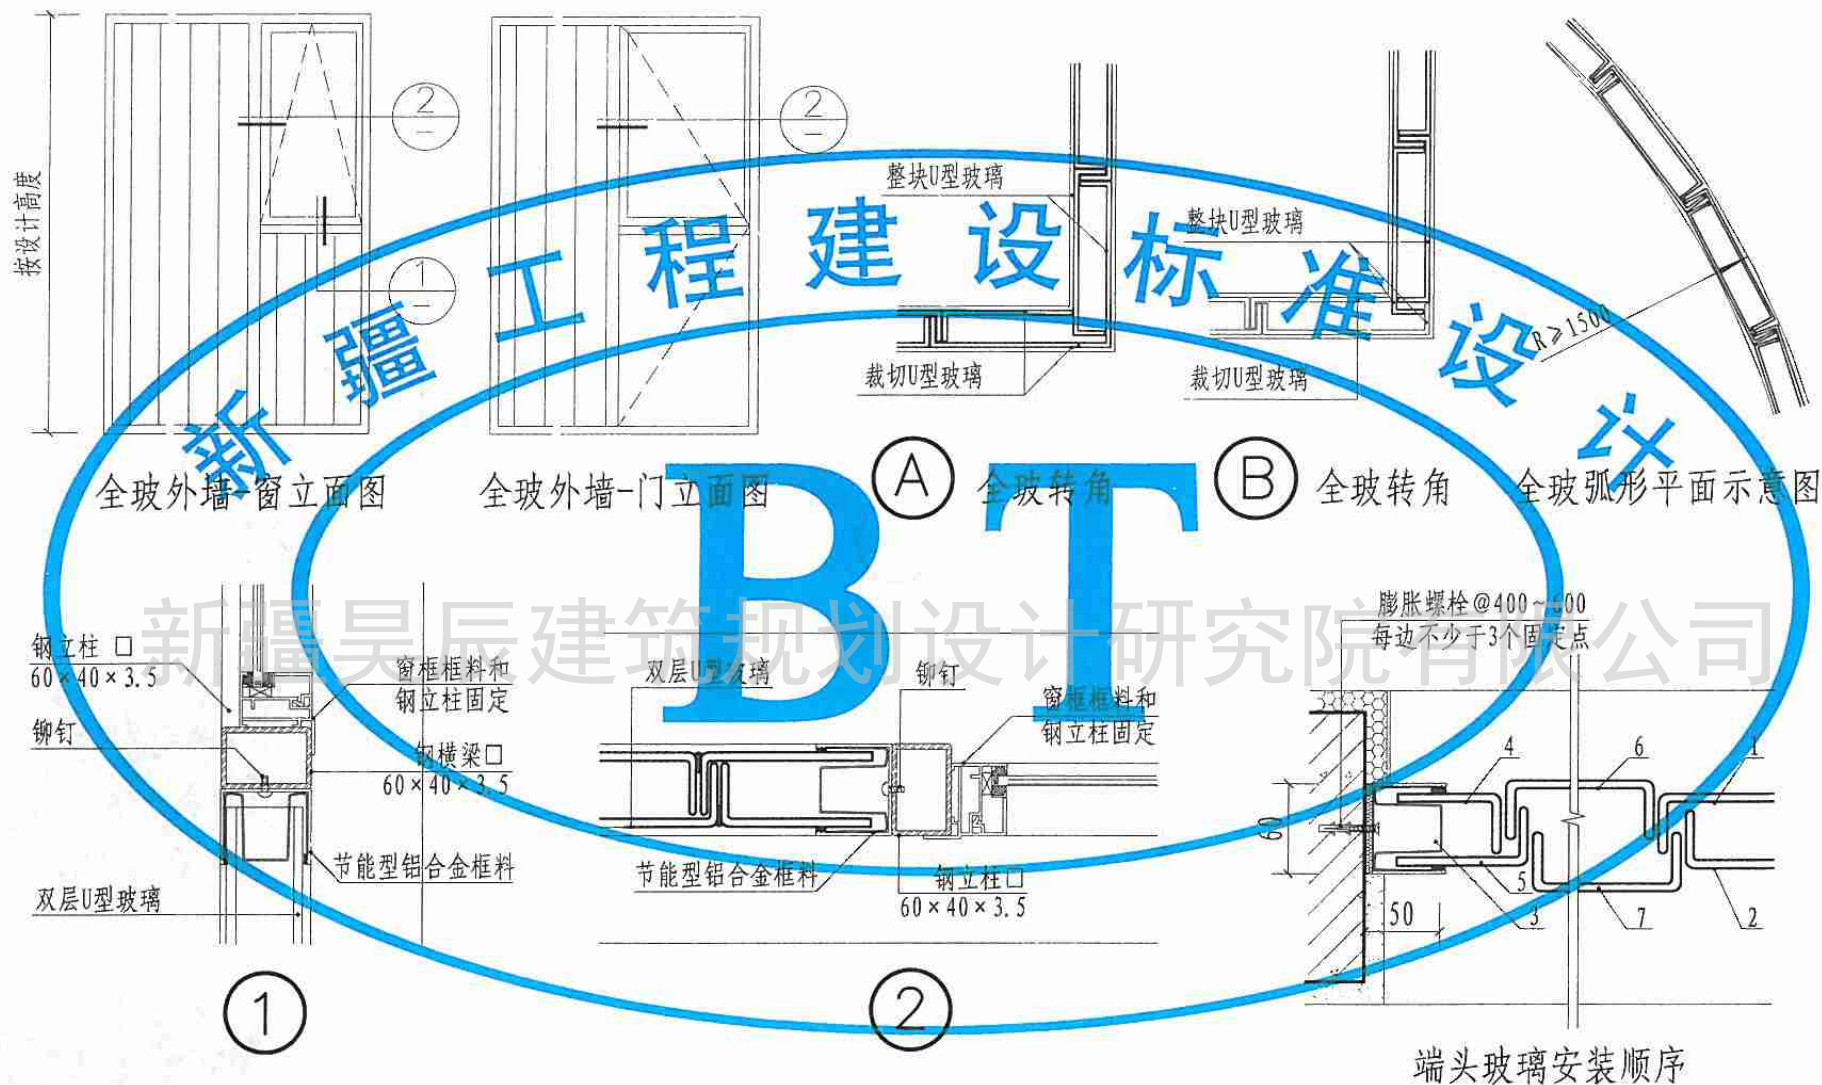 按设计高度
2
–
1
–
2
–
整块U型玻璃
裁切U型玻璃
整块U型玻璃
裁切U型玻璃
R≥1500
新疆工程建设标准设计
BT
全玻外墙-窗立面图
全玻外墙-门立面图
A 全玻转角
B 全玻转角
全玻弧形平面示意图
新疆昊辰建筑规划设计研究院有限公司
钢立柱 □
60×40×3.5
铆钉
窗框框料和
钢立柱固定
钢横梁□
60×40×3.5
节能型铝合金框料
双层U型玻璃
1
双层U型玻璃
铆钉
窗框框料和
钢立柱固定
节能型铝合金框料
钢立柱□
60×40×3.5
2
膨胀螺栓@400~600
每边不少于3个固定点
4
6
1
60
5
50
3
7
2
端头玻璃安装顺序